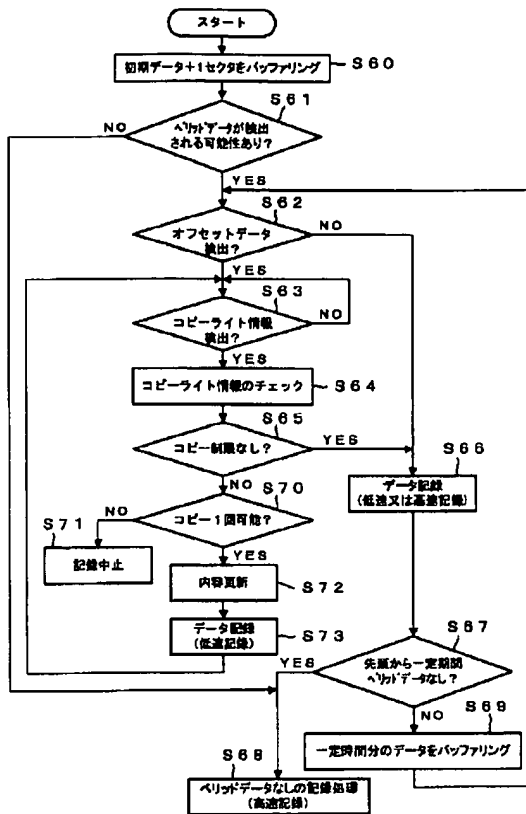 スタート
初期データ+1セクタをバッファリング
S60
S61
NO
ベリッドデータが検出
される可能性あり?
YES
S62
オフセットデータ
検出?
NO
YES
S63
コピーライト情報
検出?
NO
YES
コピーライト情報のチェック
S64
S65
コピー制限なし?
YES
S66
データ記録
(低速又は高速記録)
NO
S70
コピー1回可能?
NO
S71
記録中止
YES
内容更新
S72
データ記録
(低速記録)
S73
S67
先頭から一定期間
ベリッドデータなし?
YES
NO
S69
一定時間分のデータをバッファリング
S68
ベリッドデータなしの記録処理
(高速記録)